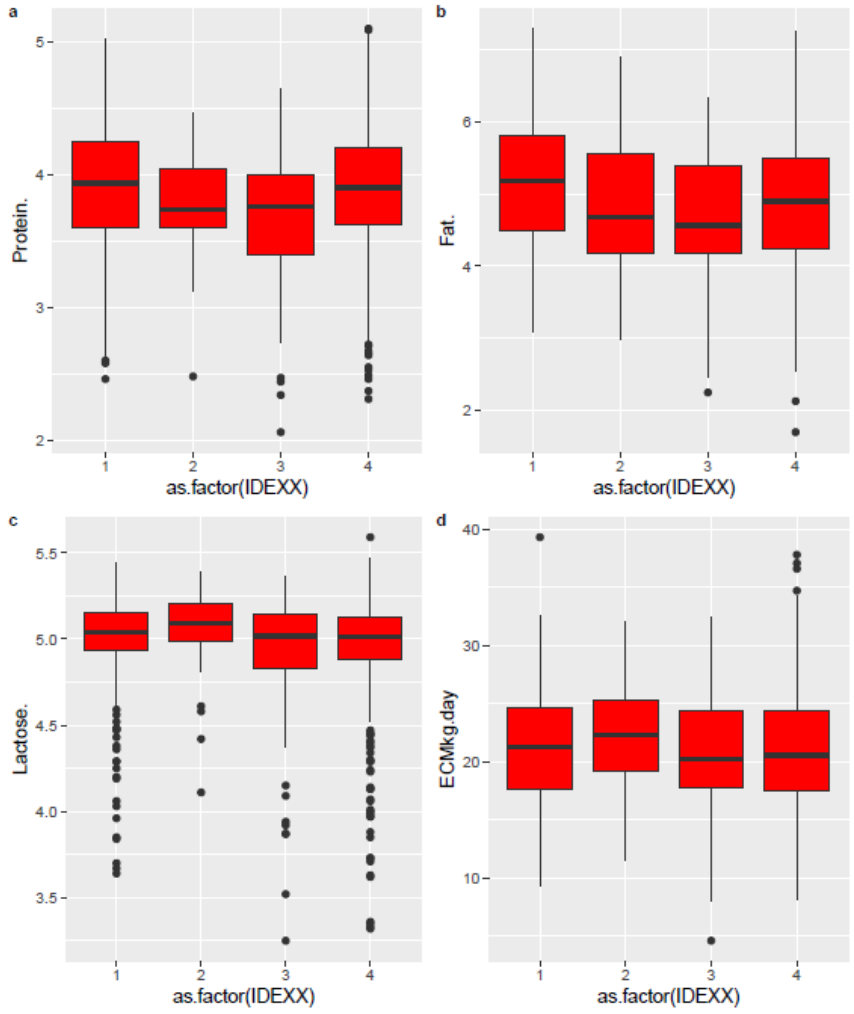 a
5
4
3
2
Protein.
1 2 3 4
as.factor(IDEXX)
b
6
4
2
Fat.
1 2 3 4
as.factor(IDEXX)
c
5.5
5.0
4.5
4.0
3.5
Lactose.
1 2 3 4
as.factor(IDEXX)
d
40
30
20
10
ECMkg.day
1 2 3 4
as.factor(IDEXX)